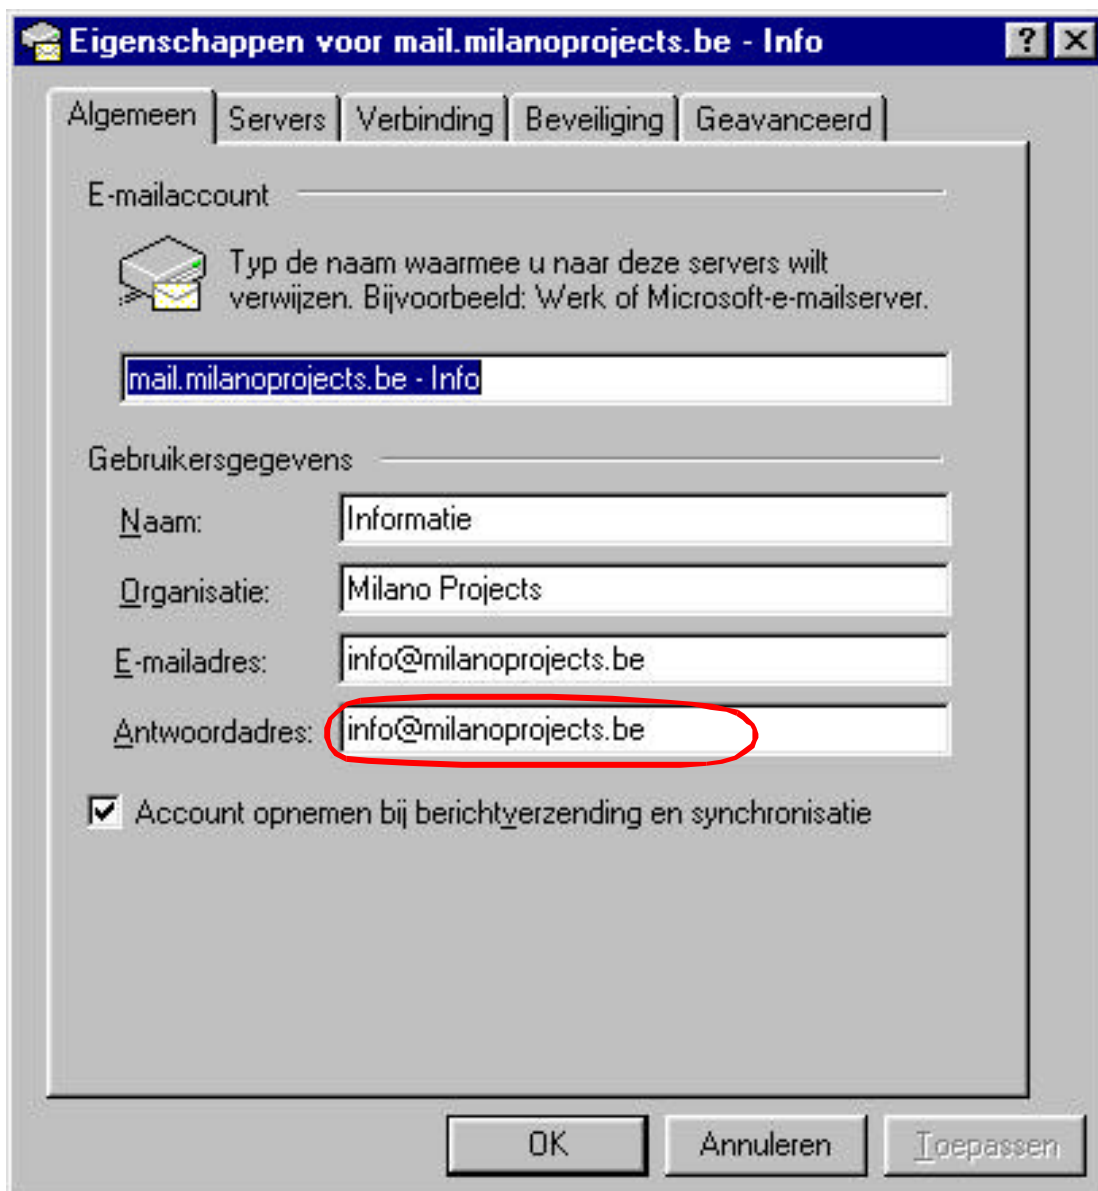 Eigenschappen voor mail.milanoprojects.be - Info
Algemeen Servers Verbinding Beveiliging Geavanceerd
E-mailaccount
Typ de naam waarmee u naar deze servers wilt
verwijzen. Bijvoorbeeld: Werk of Microsoft-e-mailserver.
mail.milanoprojects.be - Info
Gebruikersgegevens
Naam: Informatie
Organisatie: Milano Projects
E-mailadres: info@milanoprojects.be
Antwoordadres: info@milanoprojects.be
Account opnemen bij berichtverzending en synchronisatie
OK Annuleren Toepassen